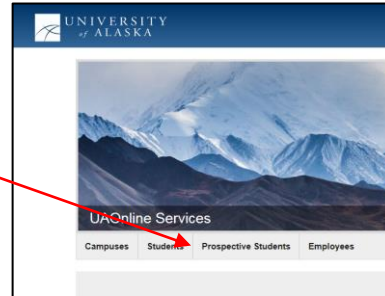 UNIVERSITY
of ALASKA
UAOnline Services
Campuses Students Prospective Students Employees